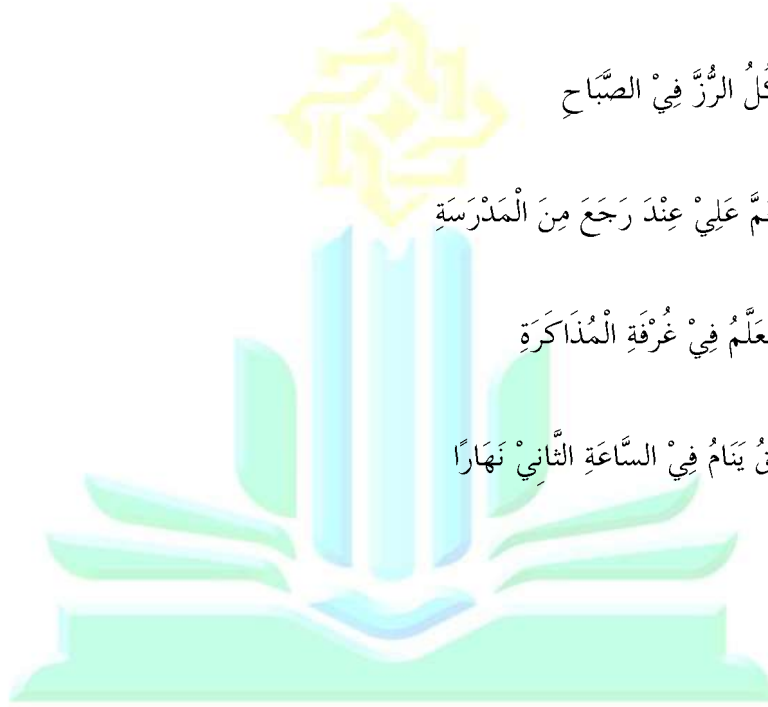 الرُّزَّ فِيْ الصَّبَاحِ
عَلِيْ عِنْدَ رَجَعَ مِنَ الْمَدْرَسَةِ
فِيْ غُرْفَةِ الْمُذَاكَرَةِ
يَنَامُ فِيْ السَّاعَةِ الثَّانِيْ نَهَارًا